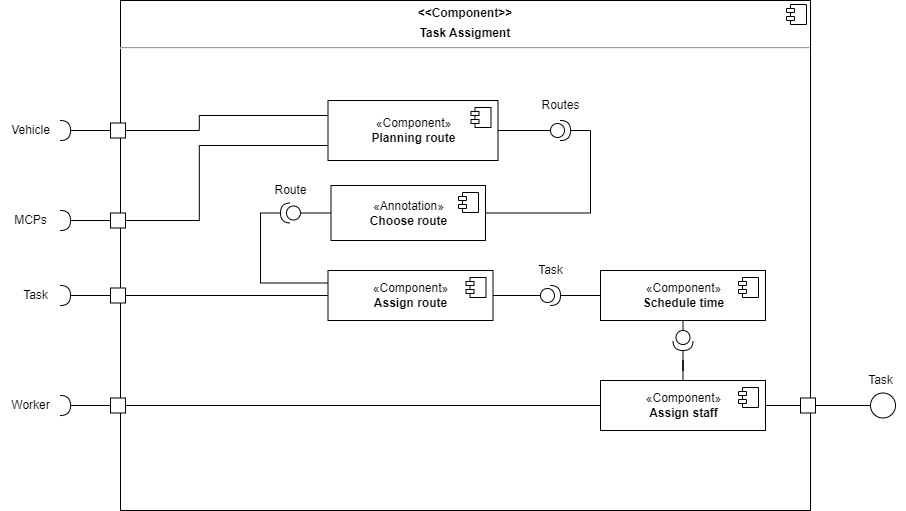 <<Component>>
Task Assigment
Routes
Vehicle
«Component»
Planning route
Route
«Annotation»
Choose route
MCPs
Task
«Component»
Assign route
Task
«Component»
Schedule time
Task
Worker
«Component»
Assign staff